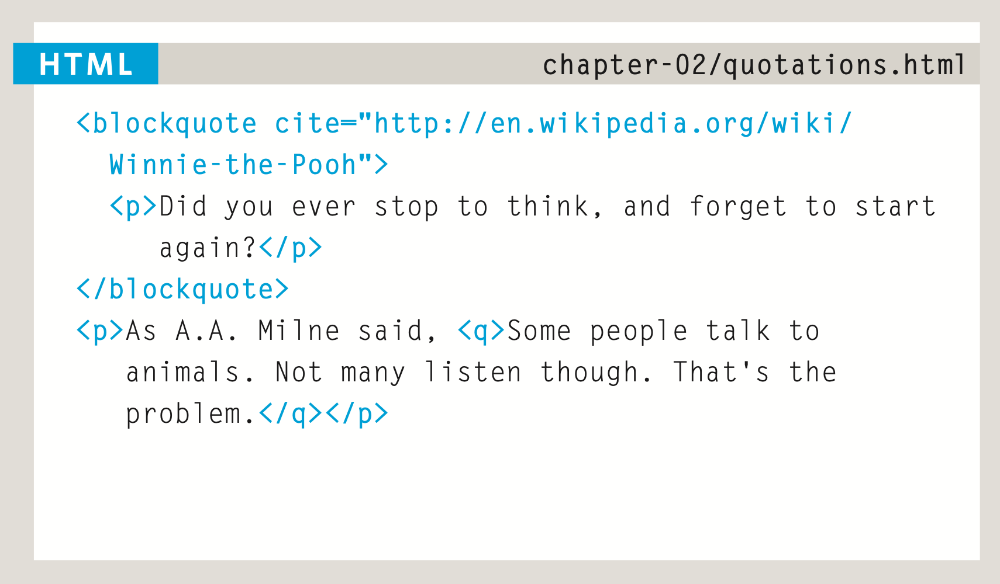 HTML
chapter-02/quotations.html
<blockquote cite="http://en.wikipedia.org/wiki/
Winnie-the-Pooh">
<p>Did you ever stop to think, and forget to start
again?</p>
</blockquote>
<p>As A.A. Milne said, <q>Some people talk to
animals. Not many listen though. That's the
problem.</q></p>